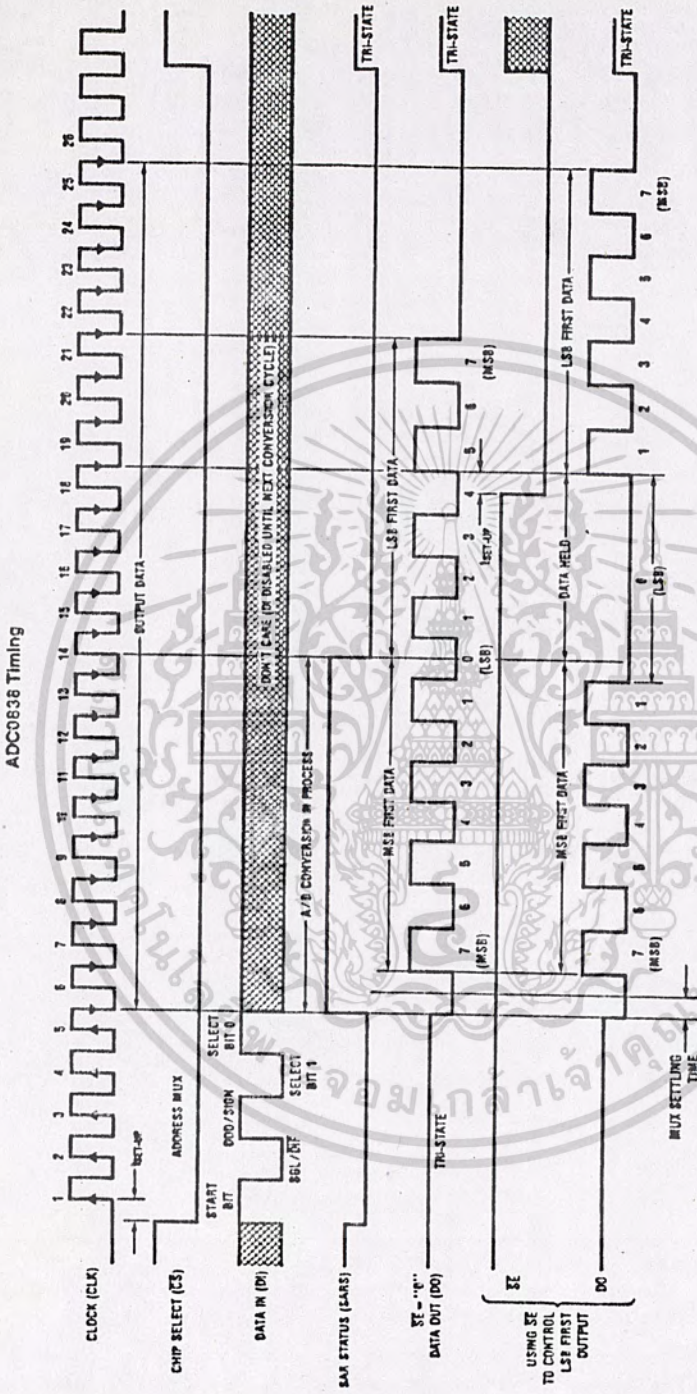 ADC0838 Timing
1 2 3 4 5 6 7 8 9 10 11 12 13 14 15 16 17 18 19 20 21 22 23 24 25 26
CLOCK (CLK)
tSET-UP
CHIP SELECT (CS)
ADDRESS MUX
OUTPUT DATA
START BIT
ODD/SIGN
SELECT BIT 0
DATA IN (DI)
SGL/DIF
SELECT BIT 1
DON'T CARE (DI DISABLED UNTIL NEXT CONVERSION CYCLE)
A/D CONVERSION IN PROCESS
SAR STATUS (SARS)
TRI-STATE
MSB FIRST DATA
LSB FIRST DATA
SE = "0"
DATA OUT (DO)
TRI-STATE
TRI-STATE
7 (MSB) 6 5 4 3 2 1 0 (LSB) 1 2 3 4 5 6 7 (MSB)
tSET-UP
USING SE TO CONTROL LSB FIRST OUTPUT
SE
MSB FIRST DATA
DATA HELD
LSB FIRST DATA
DO
TRI-STATE
7 (MSB) 6 5 4 3 2 1 0 (LSB) 1 2 3 4 5 6 7 (MSB)
MUX SETTLING TIME